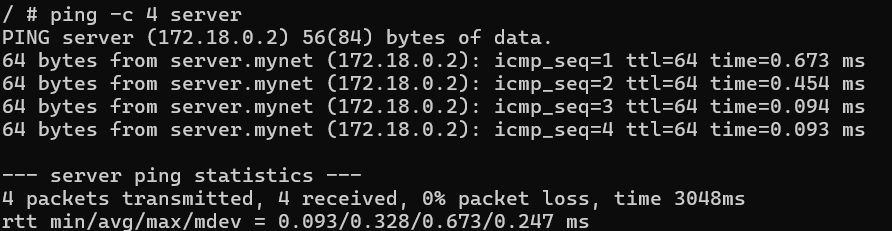 / # ping -c 4 server
PING server (172.18.0.2) 56(84) bytes of data.
64 bytes from server.mynet (172.18.0.2): icmp_seq=1 ttl=64 time=0.673 ms
64 bytes from server.mynet (172.18.0.2): icmp_seq=2 ttl=64 time=0.454 ms
64 bytes from server.mynet (172.18.0.2): icmp_seq=3 ttl=64 time=0.094 ms
64 bytes from server.mynet (172.18.0.2): icmp_seq=4 ttl=64 time=0.093 ms
--- server ping statistics ---
4 packets transmitted, 4 received, 0% packet loss, time 3048ms
rtt min/avg/max/mdev = 0.093/0.328/0.673/0.247 ms